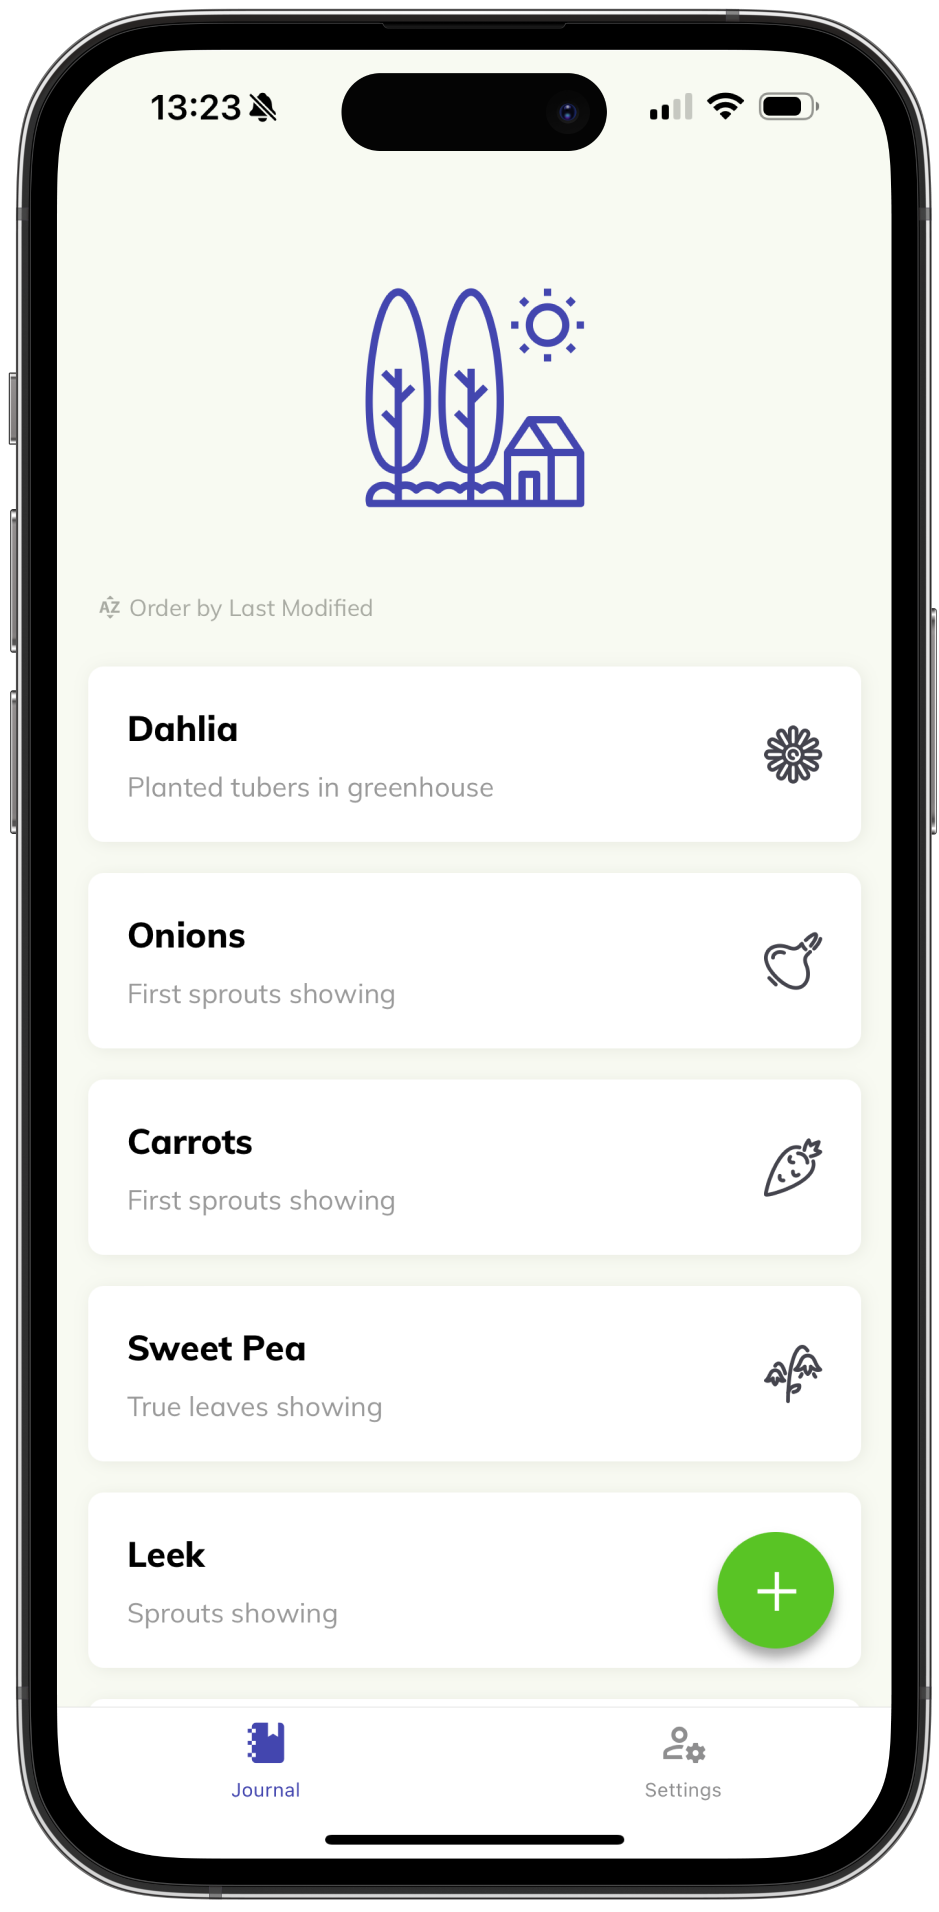 13:23
AZ Order by Last Modified
Dahlia
Planted tubers in greenhouse
Onions
First sprouts showing
Carrots
First sprouts showing
Sweet Pea
True leaves showing
Leek
Sprouts showing
Journal
Settings